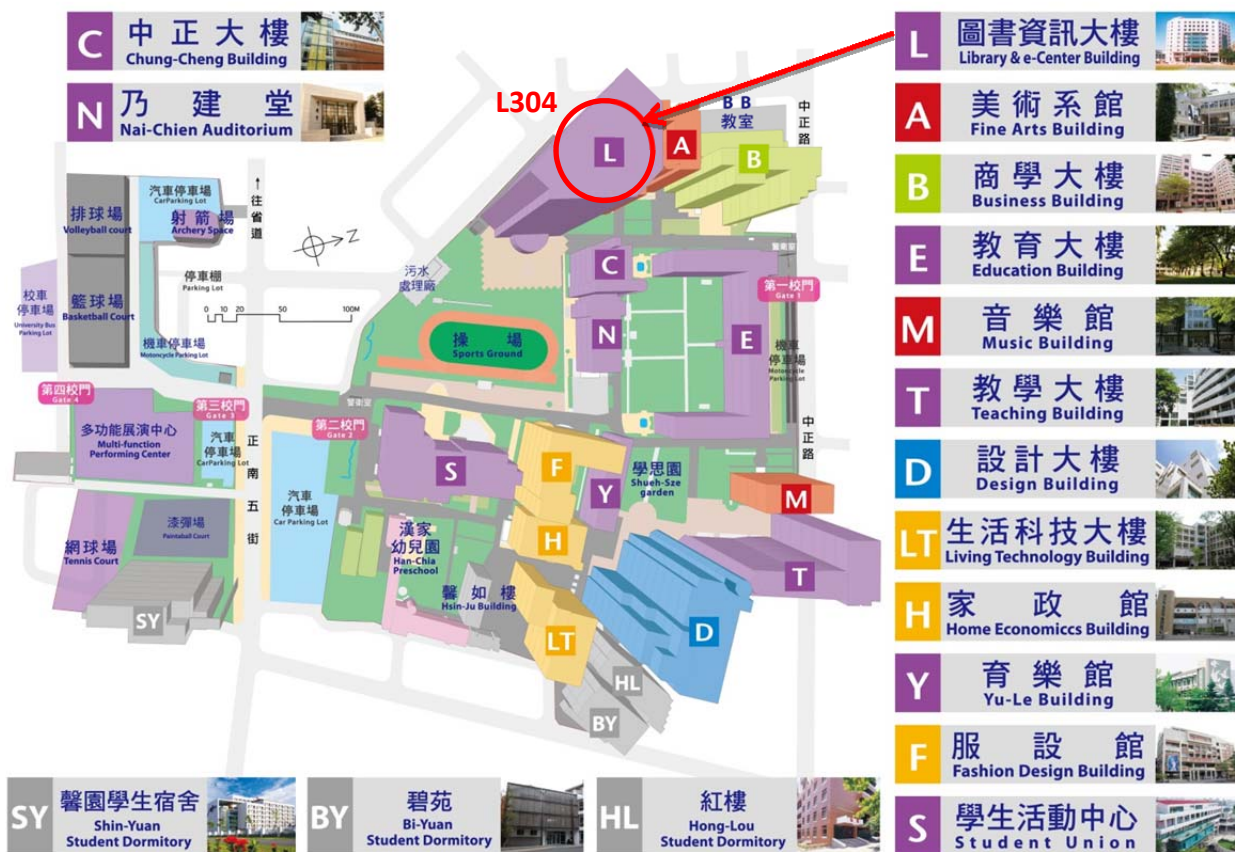 C
中正大樓
Chung-Cheng Building
N
乃建堂
Nai-Chien Auditorium
L
圖書資訊大樓
Library & e-Center Building
A
美術系館
Fine Arts Building
B
商學大樓
Business Building
E
教育大樓
Education Building
M
音樂館
Music Building
T
教學大樓
Teaching Building
D
設計大樓
Design Building
LT
生活科技大樓
Living Technology Building
H
家政館
Home Economiccs Building
Y
育樂館
Yu-Le Building
F
服設館
Fashion Design Building
S
學生活動中心
Student Union
L304
L
A
BB
教室
B
中正路
汽車停車場
CarParking Lot
排球場
Volleyball court
射箭場
Archery Space
↑往省道
Z
停車棚
Parking Lot
0 10 20 50 100M
污水
處理廠
C
警衛室
第一校門
Gate 1
校車
停車場
University Bus
Parking Lot
籃球場
Basketball Court
機車停車場
Motorcycle Parking Lot
操場
Sports Ground
N
E
機車
停車場
Motorcycle
Parking Lot
第四校門
Gate 4
第三校門
Gate 3
第二校門
Gate 2
警衛室
多功能展演中心
Multi-function
Performing Center
汽車
停車場
CarParking Lot
正南五街
中正路
S
F
Y
學思園
Shueh-Sze
garden
M
汽車
停車場
Car Parking Lot
漆彈場
Paintaball Court
網球場
Tennis Court
漢家
幼兒園
Han-Chia
Preschool
H
T
馨如樓
Hsin-Ju Building
SY
LT
D
HL
BY
SY
馨園學生宿舍
Shin-Yuan
Student Dormitory
BY
碧苑
Bi-Yuan
Student Dormitory
HL
紅樓
Hong-Lou
Student Dormitory